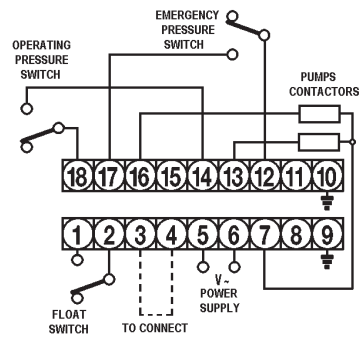 EMERGENCY
PRESSURE
SWITCH
OPERATING
PRESSURE
SWITCH
PUMPS
CONTACTORS
18 17 16 15 14 13 12 11 10
1 2 3 4 5 6 7 8 9
FLOAT
SWITCH
TO CONNECT
V~
POWER
SUPPLY